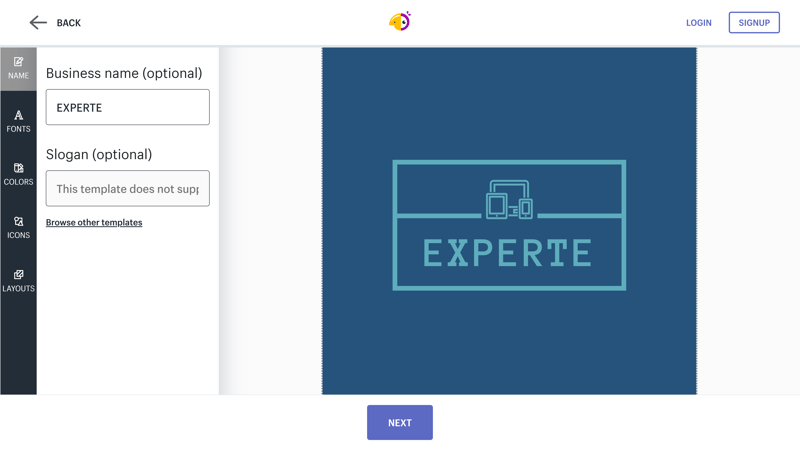 BACK
LOGIN
SIGNUP
NAME
FONTS
COLORS
ICONS
LAYOUTS
Business name (optional)
EXPERTE
Slogan (optional)
This template does not supp
Browse other templates
EXPERTE
NEXT